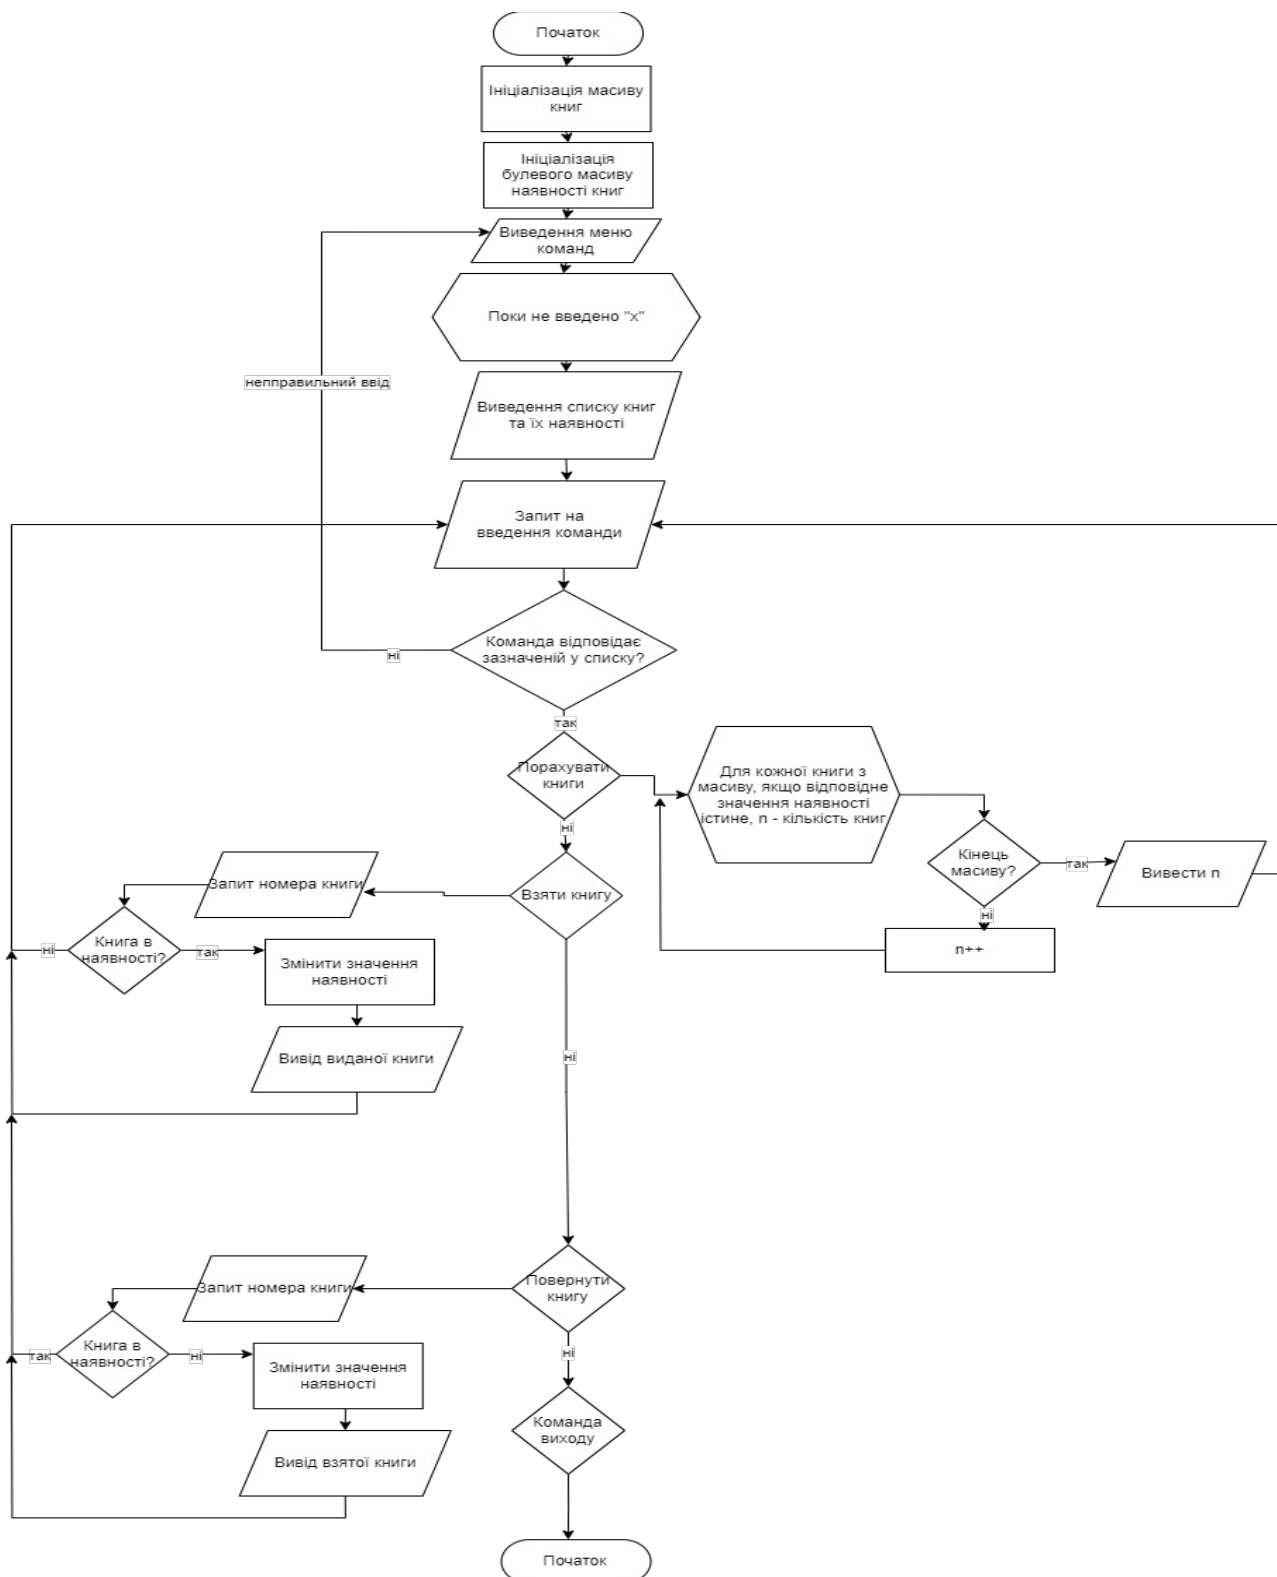 Початок
Ініціалізація масиву
книг
Ініціалізація
булевого масиву
наявності книг
Виведення меню
команд
Поки не введено "x"
непправильний ввід
Виведення списку книг
та їх наявності
Запит на
введення команди
Команда відповідає
зазначеній у списку?
ні
так
Порахувати
книги
Для кожної книги з
масиву, якщо відповідне
значення наявності
істине, n - кількість книг
ні
Кінець
масиву?
так
Вивести n
ні
n++
Взяти книгу
Запит номера книги
Книга в
наявності?
ні
так
Змінити значення
наявності
Вивід виданої книги
ні
Повернути
книгу
Запит номера книги
Книга в
наявності?
так
ні
Змінити значення
наявності
Вивід взятої книги
ні
Команда
виходу
Початок